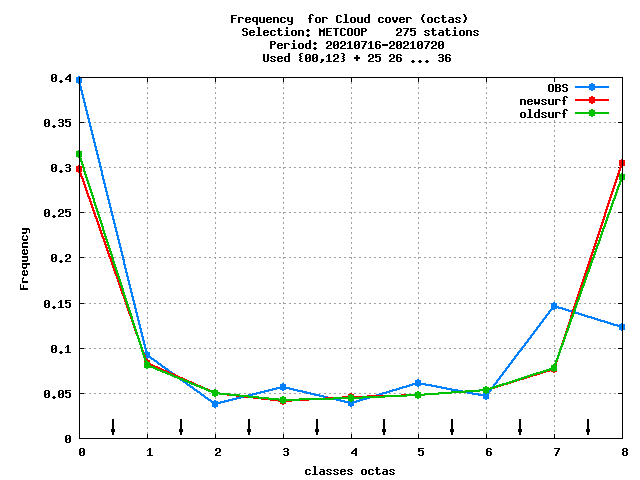 Frequency  for Cloud cover (octas)
Selection: METCOOP    275 stations
Period: 20210716-20210720
Used {00,12} + 25 26 ... 36
OBS
newsurf
oldsurf
0.4
0.35
0.3
0.25
0.2
0.15
0.1
0.05
0
Frequency
0 1 2 3 4 5 6 7 8
classes octas